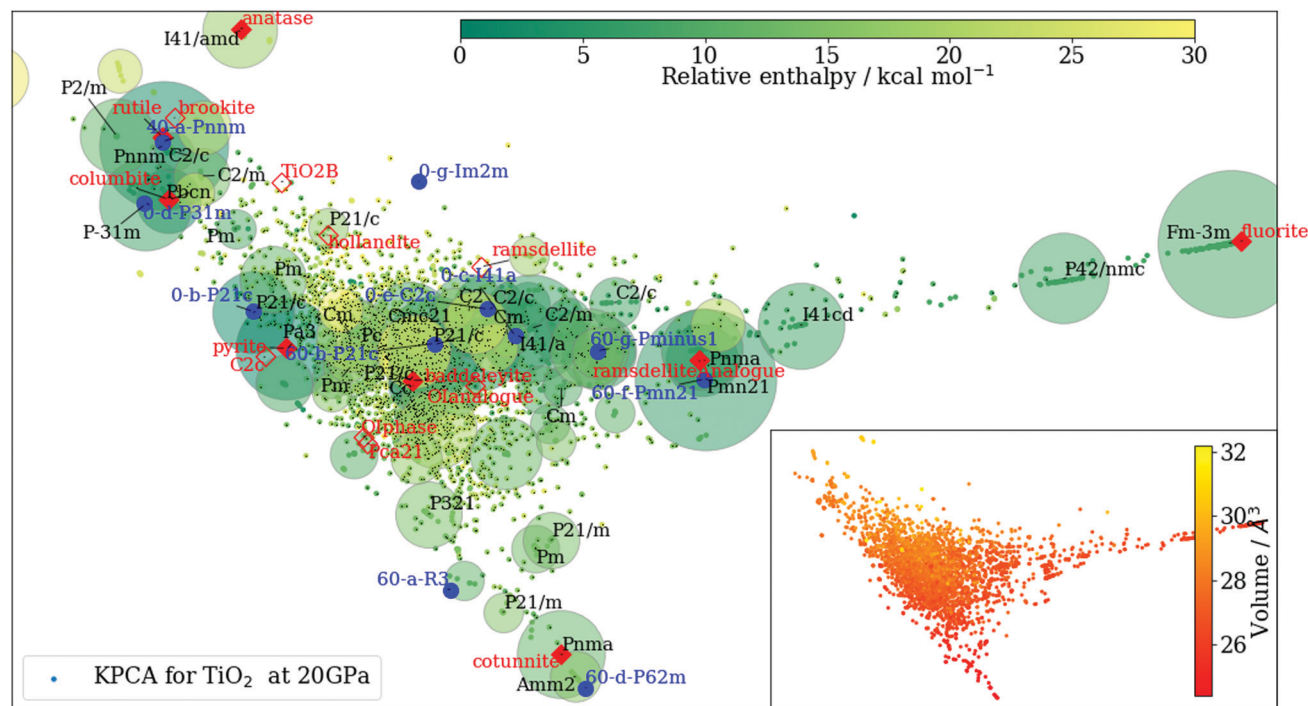 anatase
I41/amd
0 5 10 15 20 25 30
Relative enthalpy / kcal mol⁻¹
P2/m
rutile
brookite
40-a-Pnnm
Pnnm
C2/c
columbite
C2/m
Pbcn
0-d-P31m
P-31m
TiO2B
0-g-Im2m
Pm
P21/c
hollandite
ramsdellite
Fm-3m
fluorite
P42/nmc
Pm
0-c-I41a
0-b-P21c
P21/c
0-e-C2c
C2
C2/c
C2/c
Cm
Cmc21
Cm
C2/m
I41cd
Pa3
Pc
P21/c
I41/a
pyrite
C2c
60-b-P21c
60-g-Pminus1
Pnma
ramsdellite analogue
Pmn21
60-f-Pmn21
P21/c
baddeleyite
Pm
OIanalogue
Cm
OIphase
Pca21
P321
P21/m
Pm
60-a-R3
P21/m
Pnma
cotunnite
Amm2
60-d-P62m
KPCA for TiO₂ at 20GPa
32
30
28
26
Volume / Å³